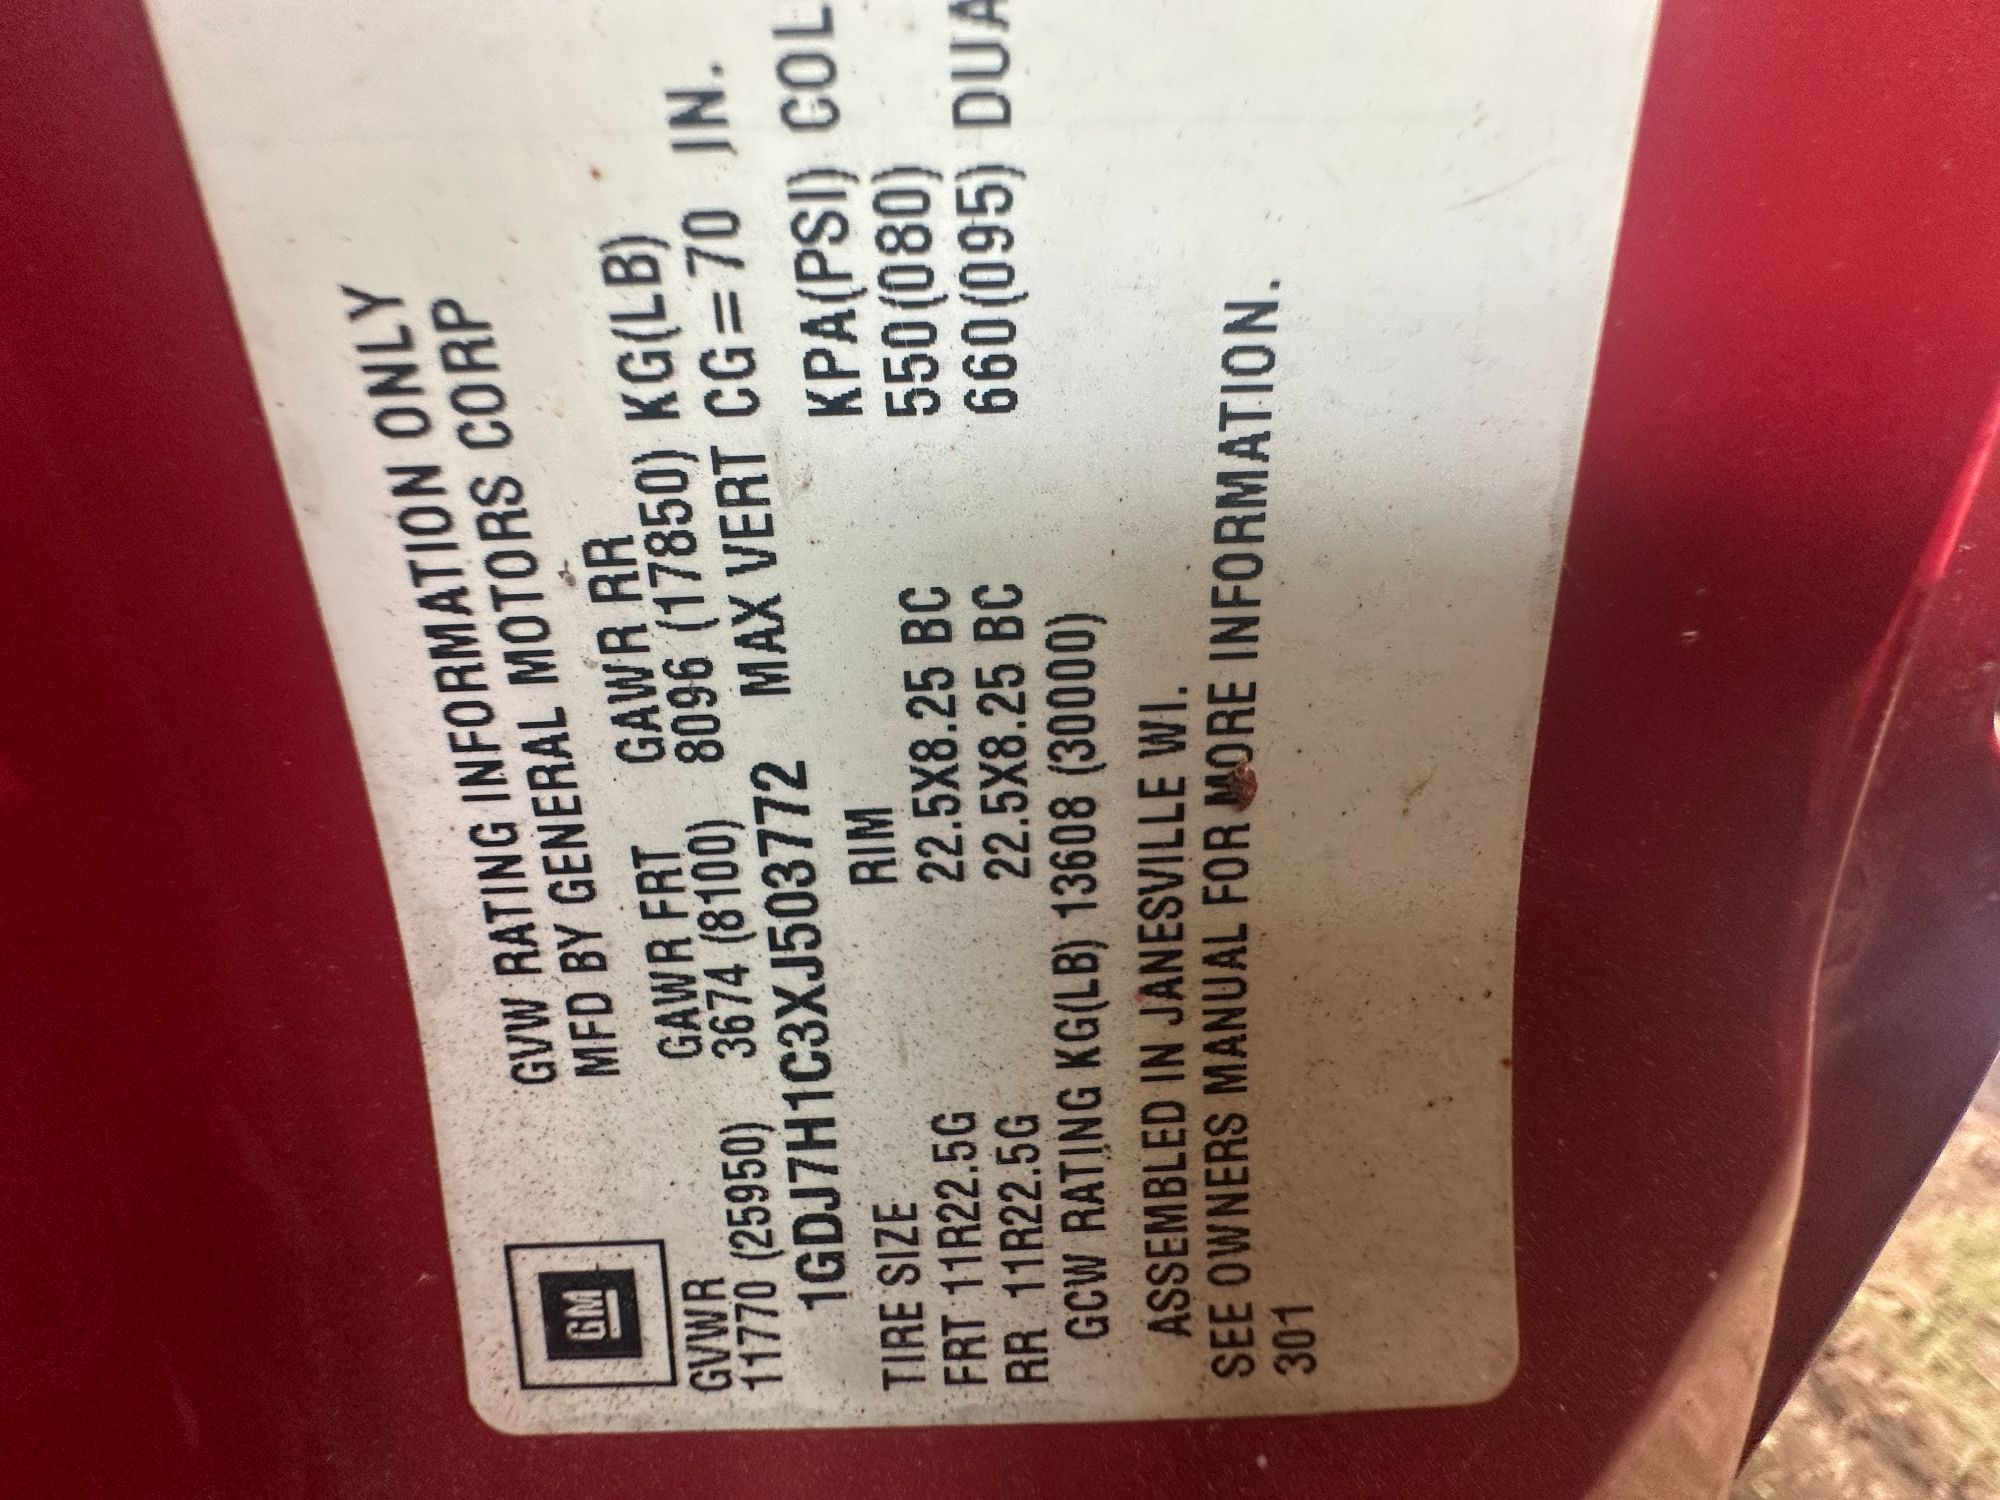 GM
GVW RATING INFORMATION ONLY
MFD BY GENERAL MOTORS CORP
GVWR GAWR FRT GAWR RR
11770 (25950) 3674 (8100) 8096 (17850) KG(LB)
1GDJ7H1C3XJ503772 MAX VERT CG=70 IN.
TIRE SIZE RIM KPA(PSI) COL
FRT 11R22.5G 22.5X8.25 BC 550(080)
RR 11R22.5G 22.5X8.25 BC 660(095) DUA
GCW RATING KG(LB) 13608 (30000)
ASSEMBLED IN JANESVILLE WI.
SEE OWNERS MANUAL FOR MORE INFORMATION.
301